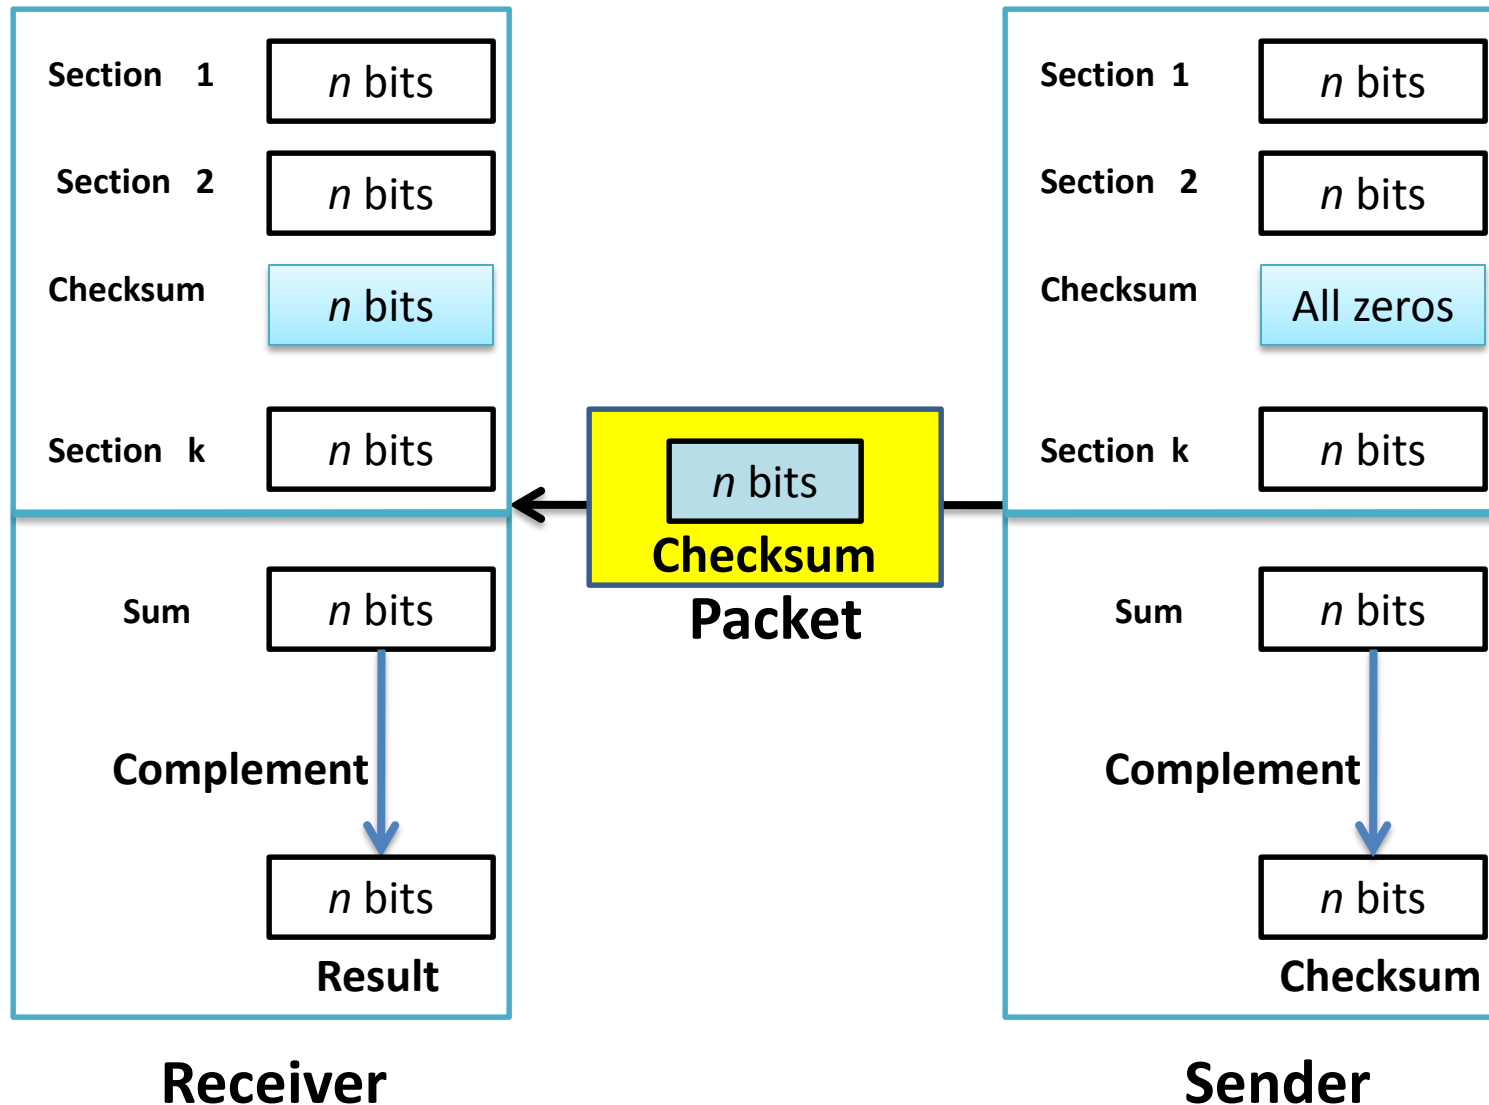 Section 1 n bits
Section 2 n bits
Checksum n bits
Section k n bits
Sum n bits
Complement
n bits
Result
Receiver
n bits
Checksum
Packet
Section 1 n bits
Section 2 n bits
Checksum All zeros
Section k n bits
Sum n bits
Complement
n bits
Checksum
Sender